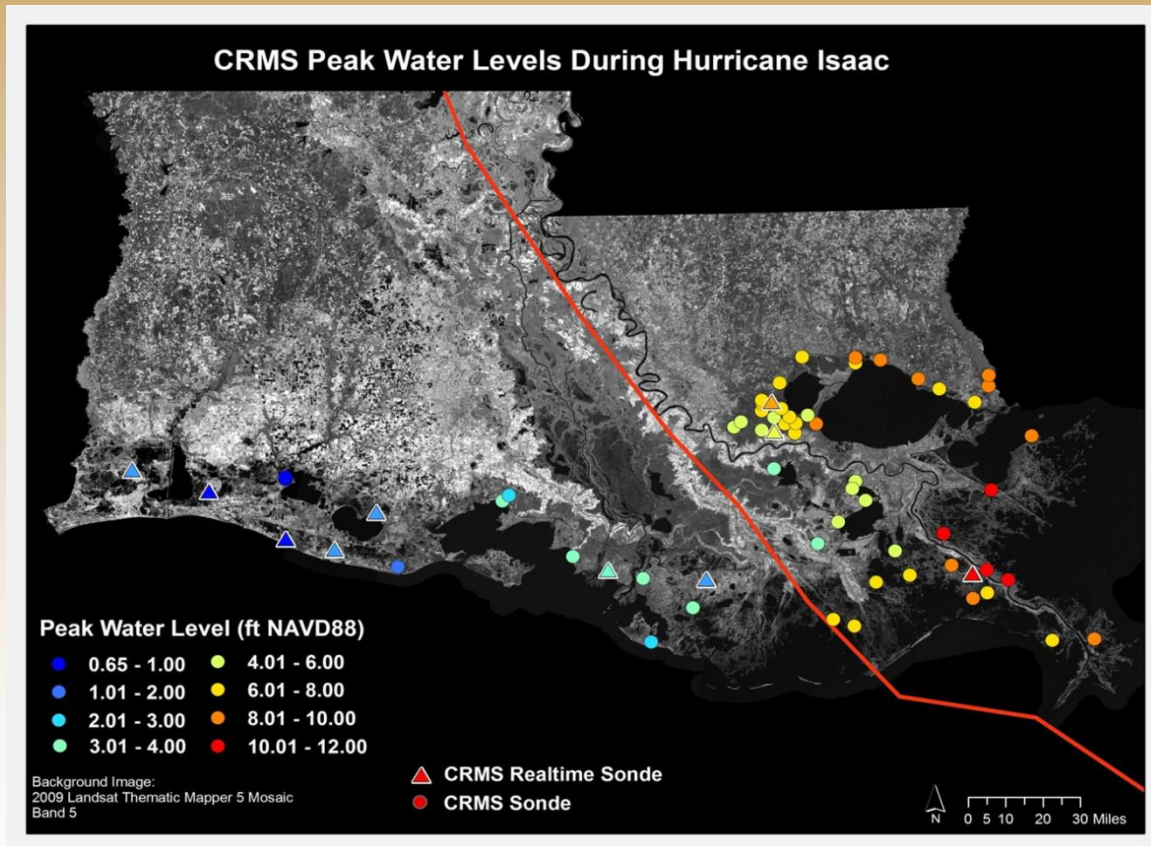 CRMS Peak Water Levels During Hurricane Isaac
Peak Water Level (ft NAVD88)
0.65 - 1.00
1.01 - 2.00
2.01 - 3.00
3.01 - 4.00
4.01 - 6.00
6.01 - 8.00
8.01 - 10.00
10.01 - 12.00
Background Image:
2009 Landsat Thematic Mapper 5 Mosaic
Band 5
CRMS Realtime Sonde
CRMS Sonde
N
0 5 10 20 30 Miles